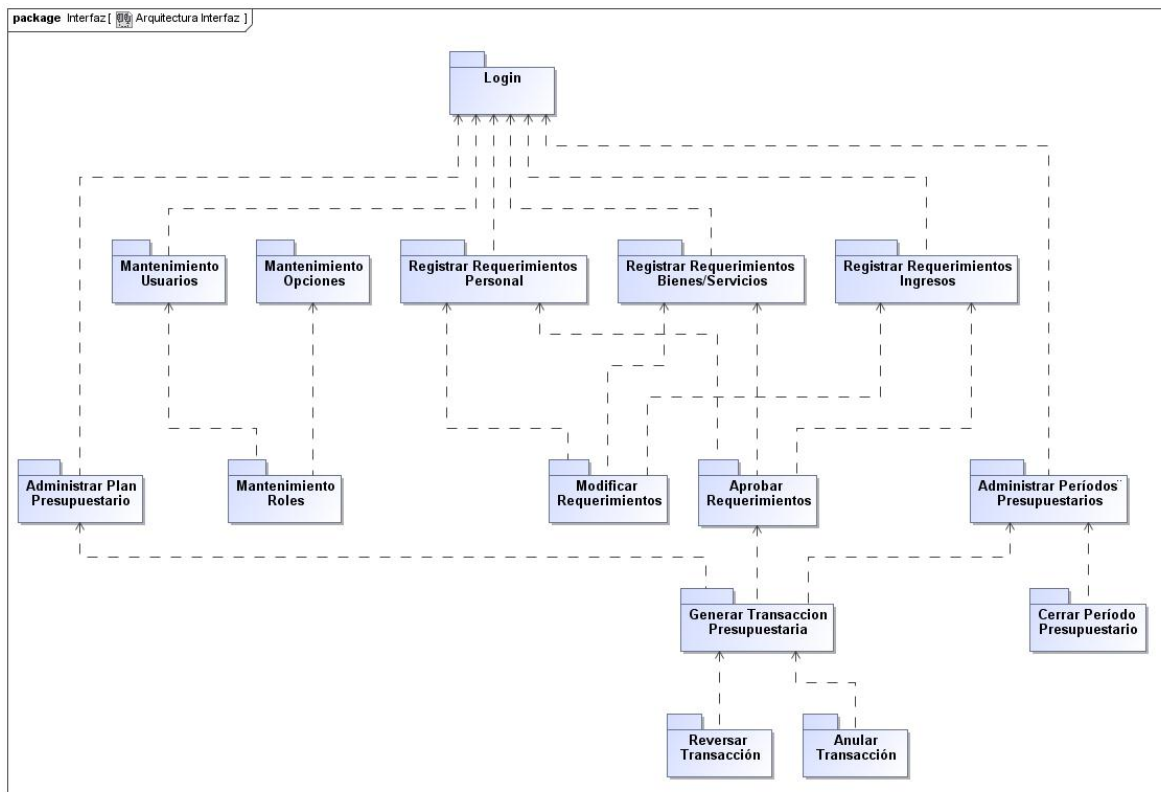 package Interfaz [ Arquitectura Interfaz ]
Login
Mantenimiento
Usuarios
Mantenimiento
Opciones
Registrar Requerimientos
Personal
Registrar Requerimientos
Bienes/Servicios
Registrar Requerimientos
Ingresos
Administrar Plan
Presupuestario
Mantenimiento
Roles
Modificar
Requerimientos
Aprobar
Requerimientos
Administrar Períodos¨
Presupuestarios
Generar Transaccion
Presupuestaria
Cerrar Período
Presupuestario
Reversar
Transacción
Anular
Transacción